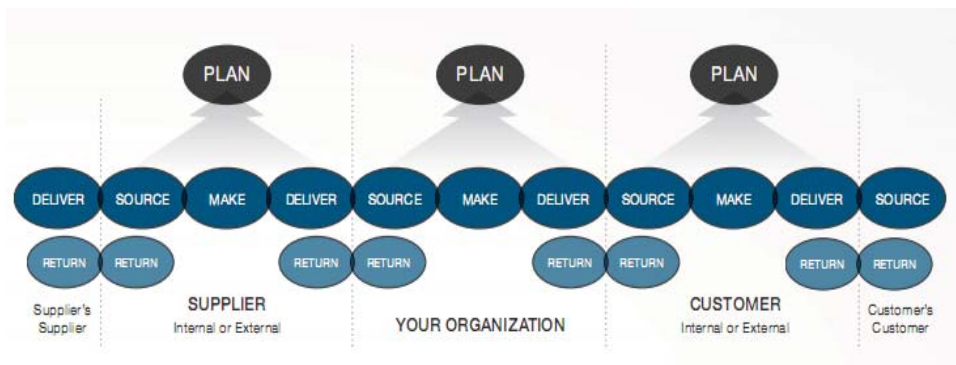 PLAN
PLAN
PLAN
DELIVER
SOURCE
MAKE
DELIVER
SOURCE
MAKE
DELIVER
SOURCE
MAKE
DELIVER
SOURCE
RETURN
RETURN
RETURN
RETURN
RETURN
RETURN
RETURN
RETURN
Supplier's
Supplier
SUPPLIER
Internal or External
YOUR ORGANIZATION
CUSTOMER
Internal or External
Customer's
Customer